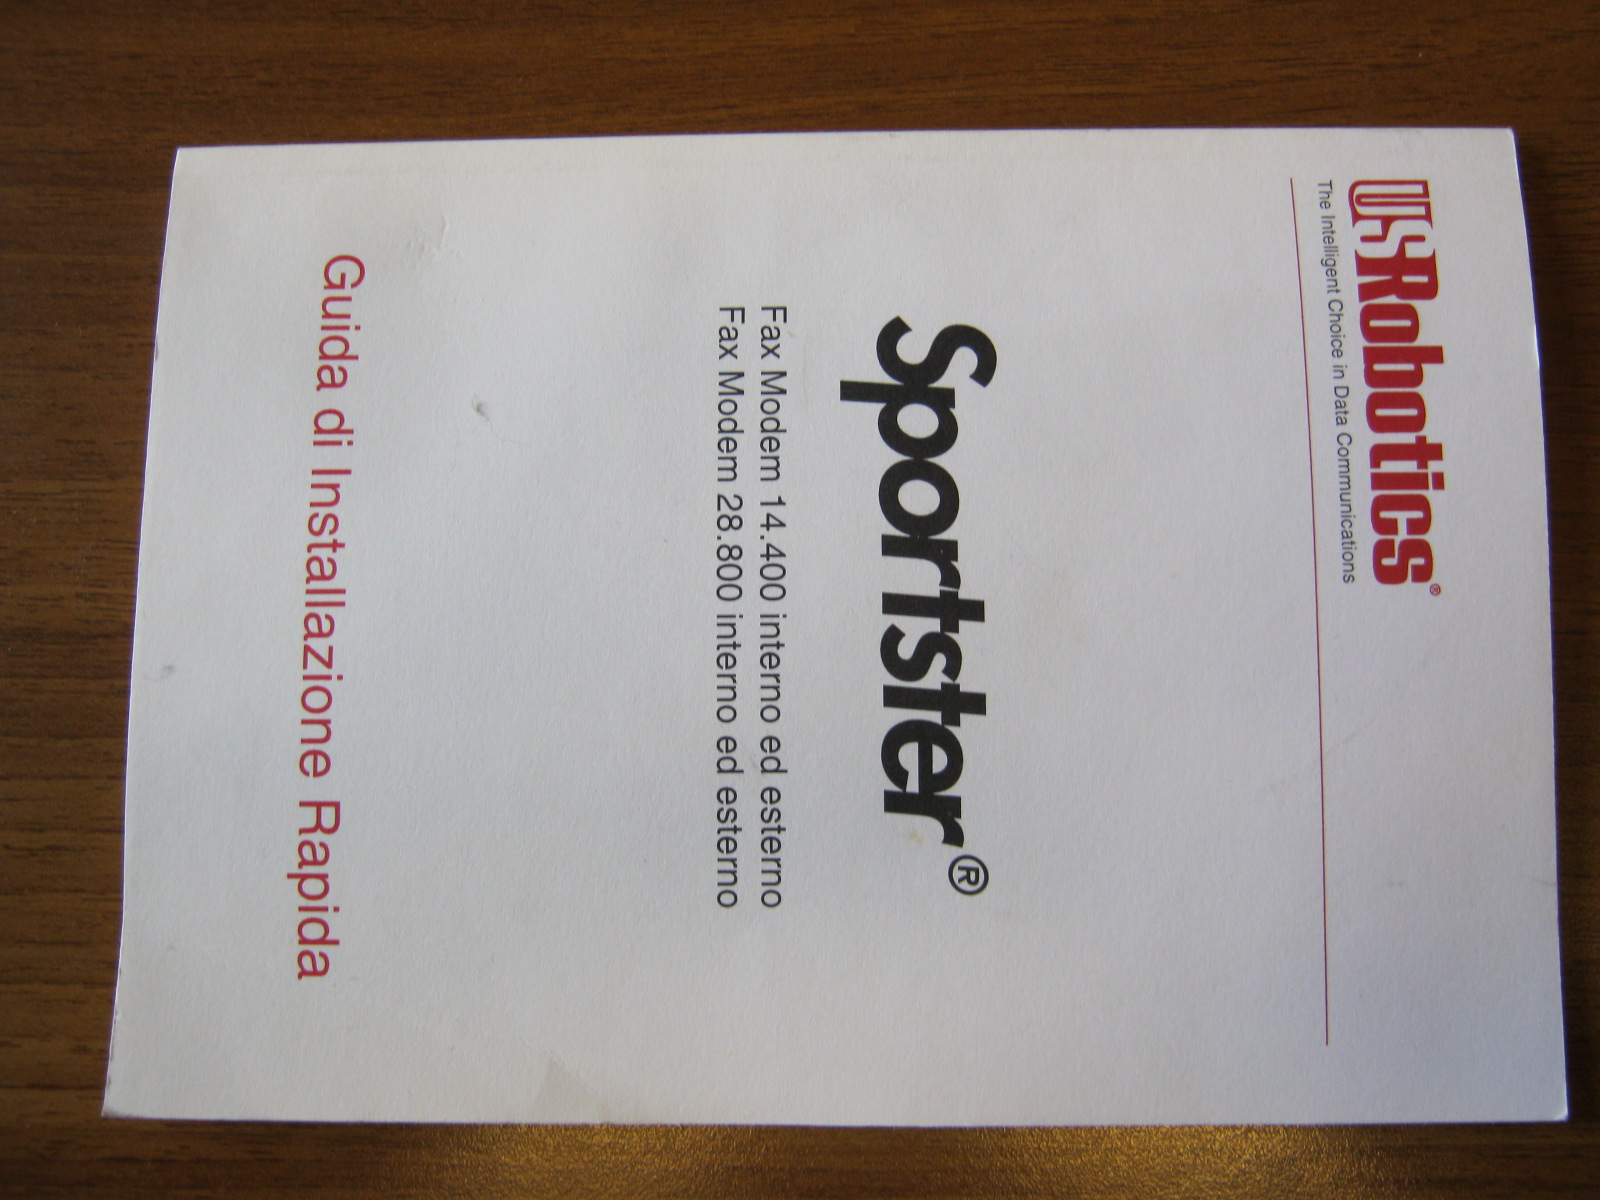 USRobotics®
The Intelligent Choice in Data Communications
Sportster®
Fax Modem 14.400 interno ed esterno
Fax Modem 28.800 interno ed esterno
Guida di Installazione Rapida